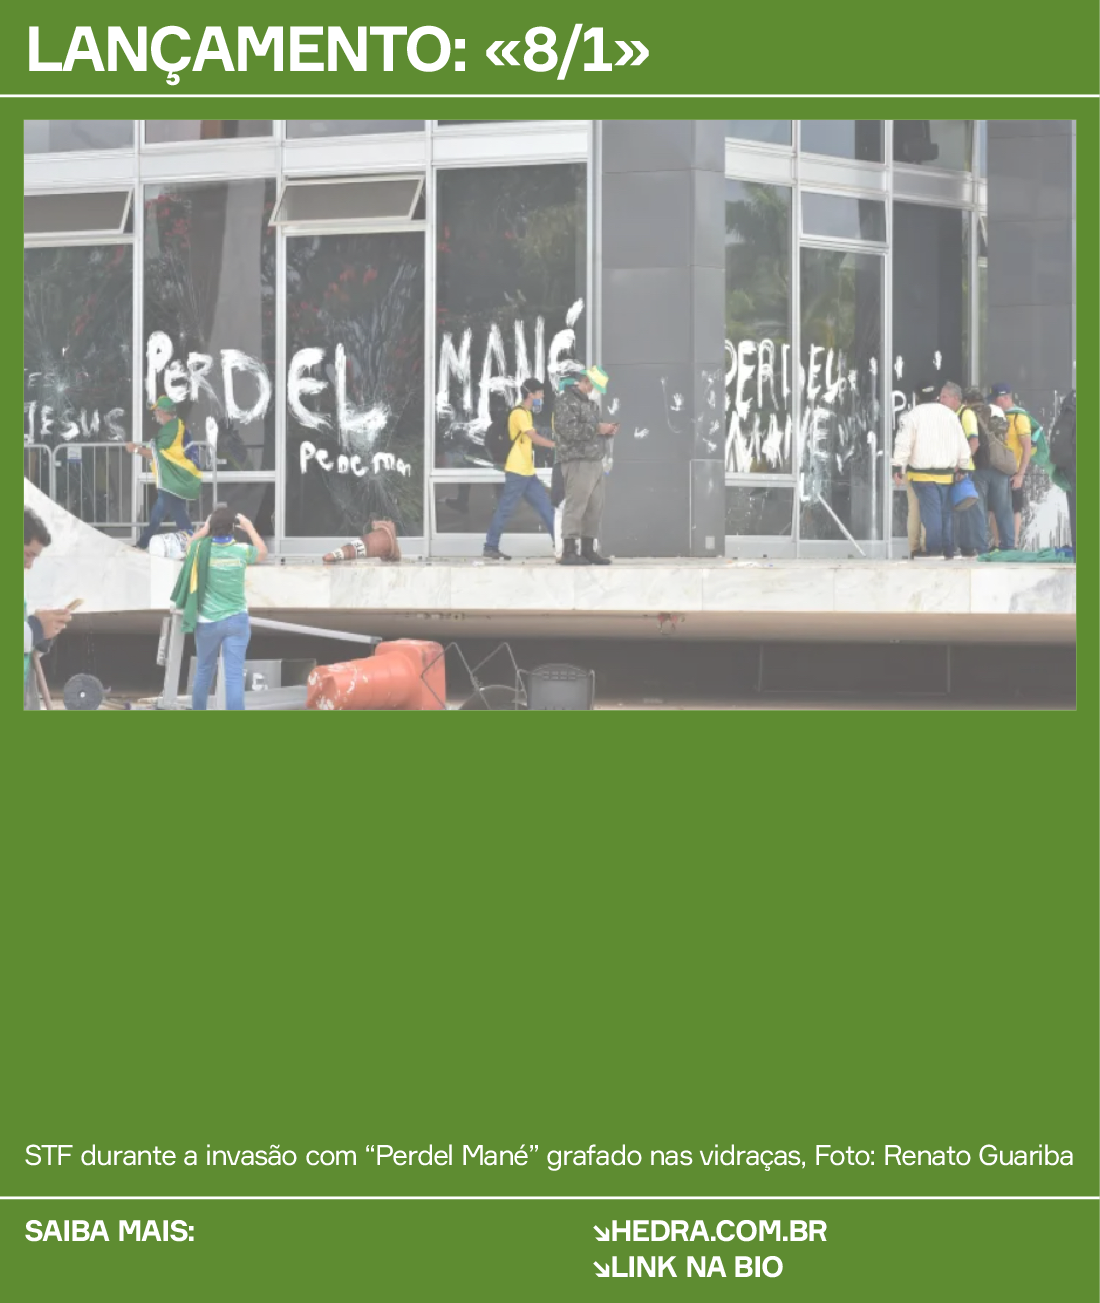 LANÇAMENTO: «8/1»
PERDEL MANÉ
JESUS
PERDEU
MANÉ
STF durante a invasão com “Perdel Mané” grafado nas vidraças, Foto: Renato Guariba
SAIBA MAIS:
↘HEDRA.COM.BR
↘LINK NA BIO